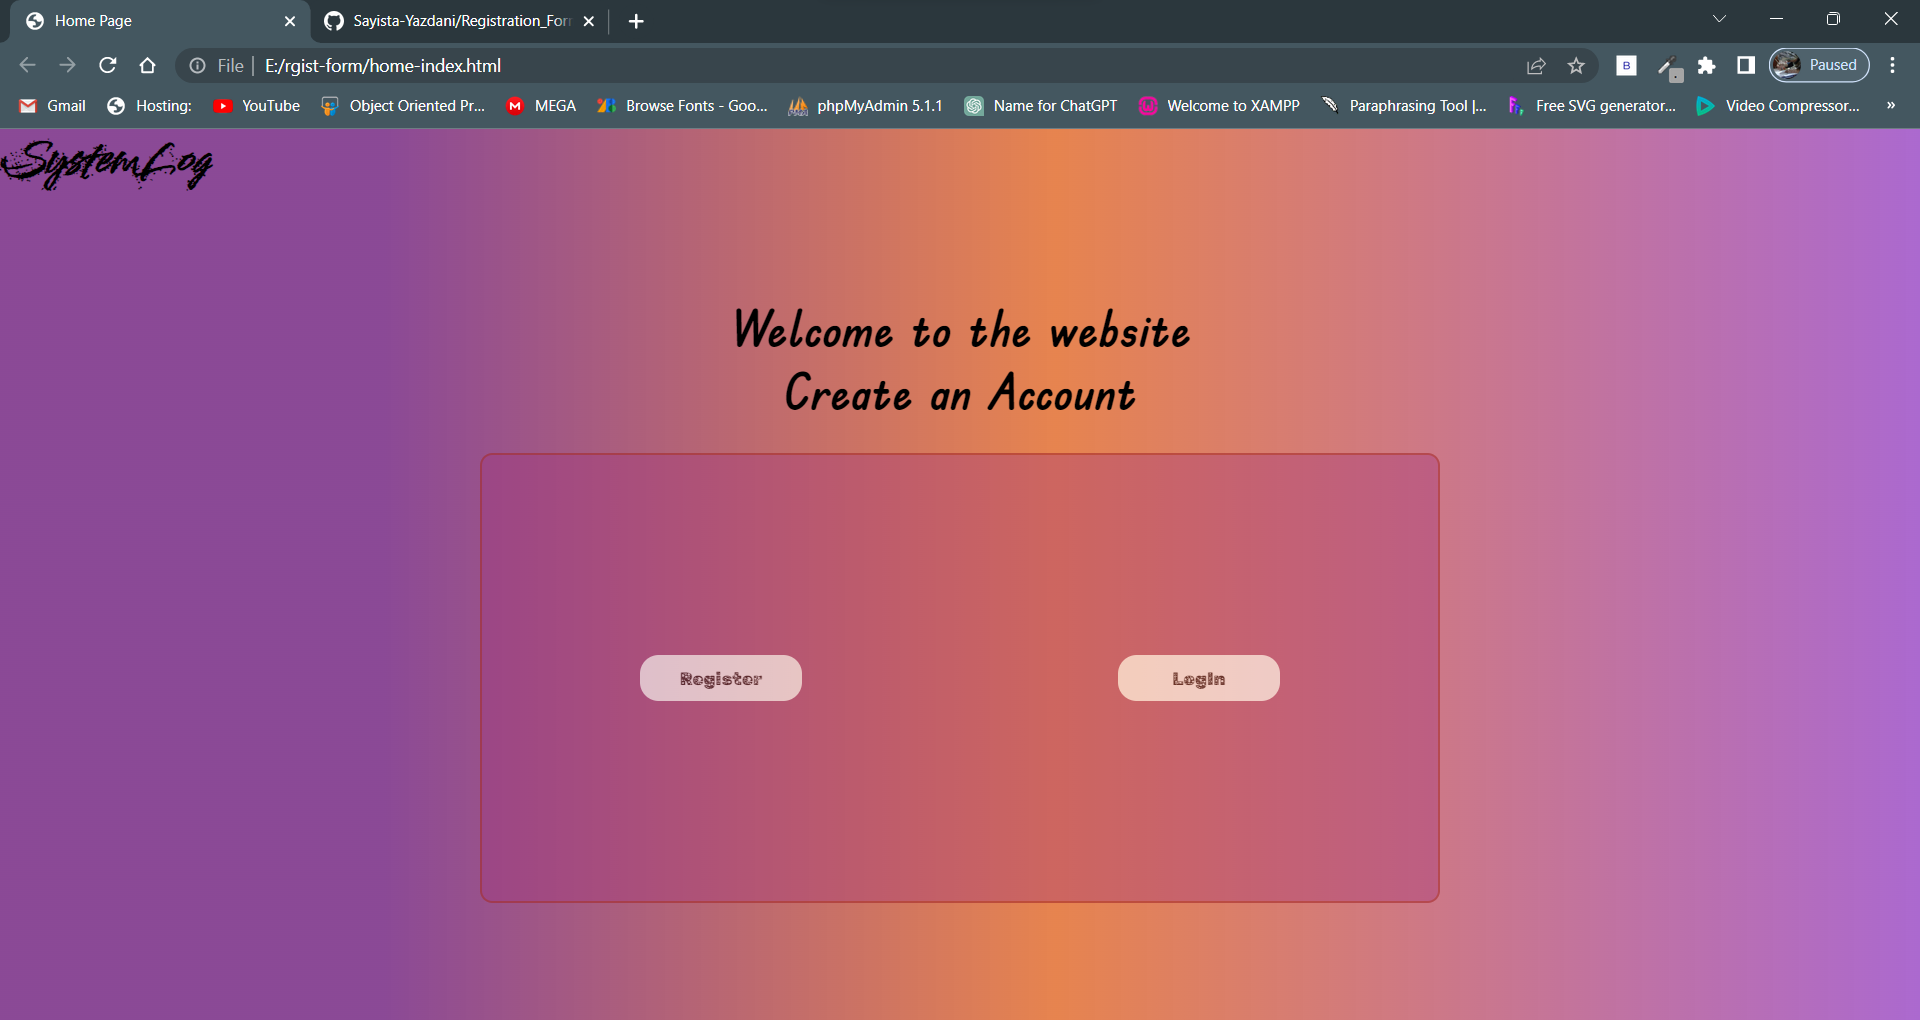 Home Page
Sayista-Yazdani/Registration_For
File
E:/rgist-form/home-index.html
B
Paused
Gmail
Hosting:
YouTube
Object Oriented Pr...
M
MEGA
Browse Fonts - Goo...
phpMyAdmin 5.1.1
Name for ChatGPT
Welcome to XAMPP
Paraphrasing Tool |...
Free SVG generator...
Video Compressor...
»
SystemLog
Welcome to the website
Create an Account
Register
LogIn